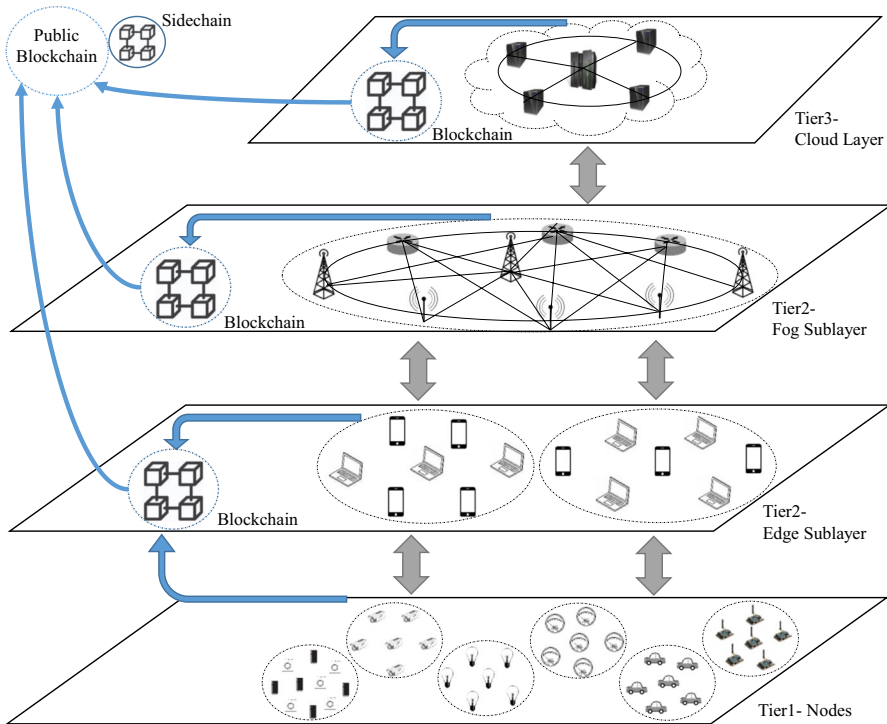 Public
Blockchain
Sidechain
Blockchain
Tier3-
Cloud Layer
Blockchain
Tier2-
Fog Sublayer
Blockchain
Tier2-
Edge Sublayer
Tier1- Nodes